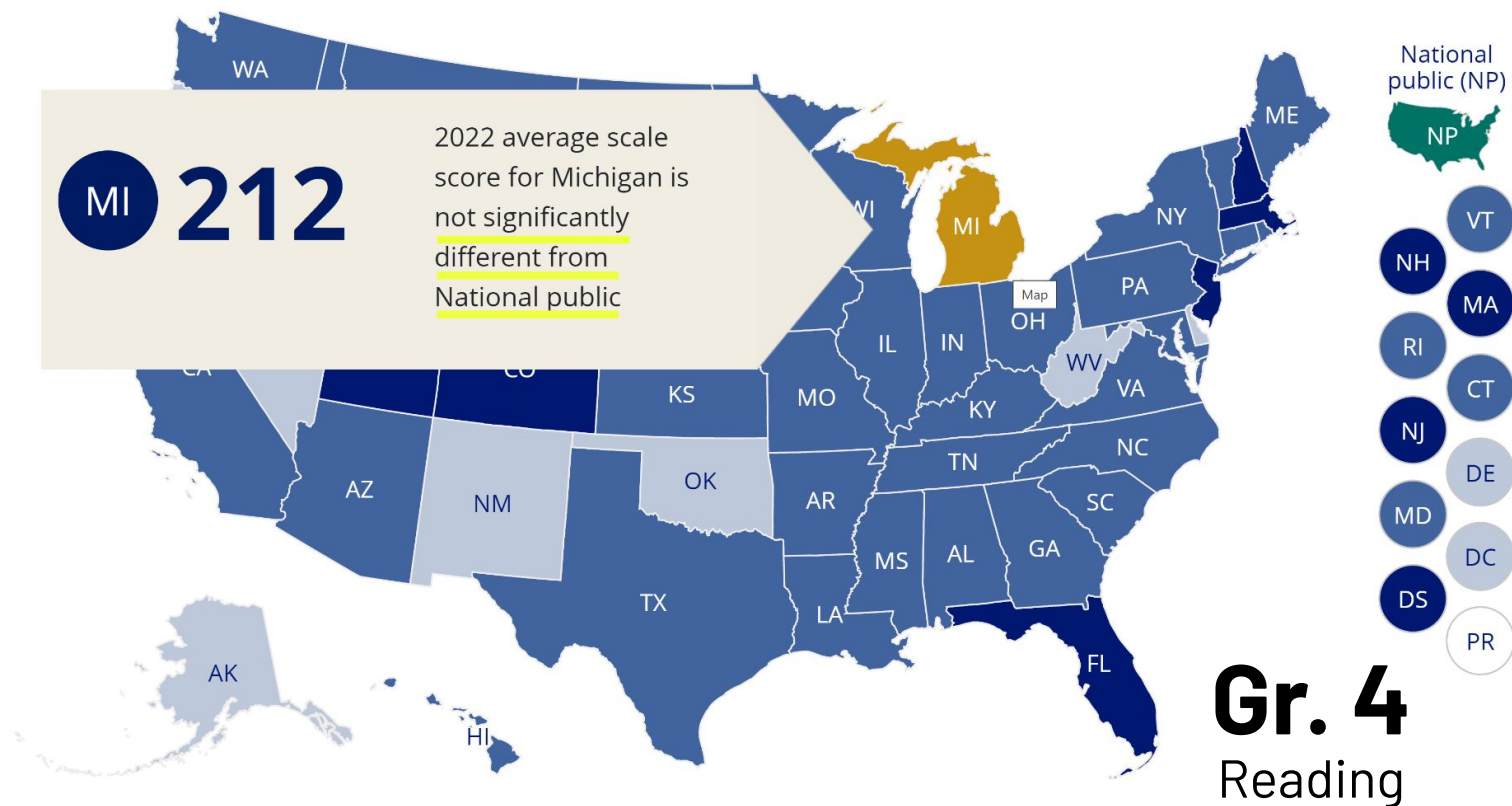 WA
MI 212
2022 average scale
score for Michigan is
not significantly
different from
National public
National
public (NP)
NP
ME
VT
NH
MA
RI
CT
NJ
DE
MD
DC
DS
PR
WI
MI
NY
Map
PA
OH
IL
IN
WV
VA
CA
CO
KS
MO
KY
NC
TN
AZ
NM
OK
AR
SC
MS
AL
GA
TX
LA
FL
AK
HI
Gr. 4
Reading